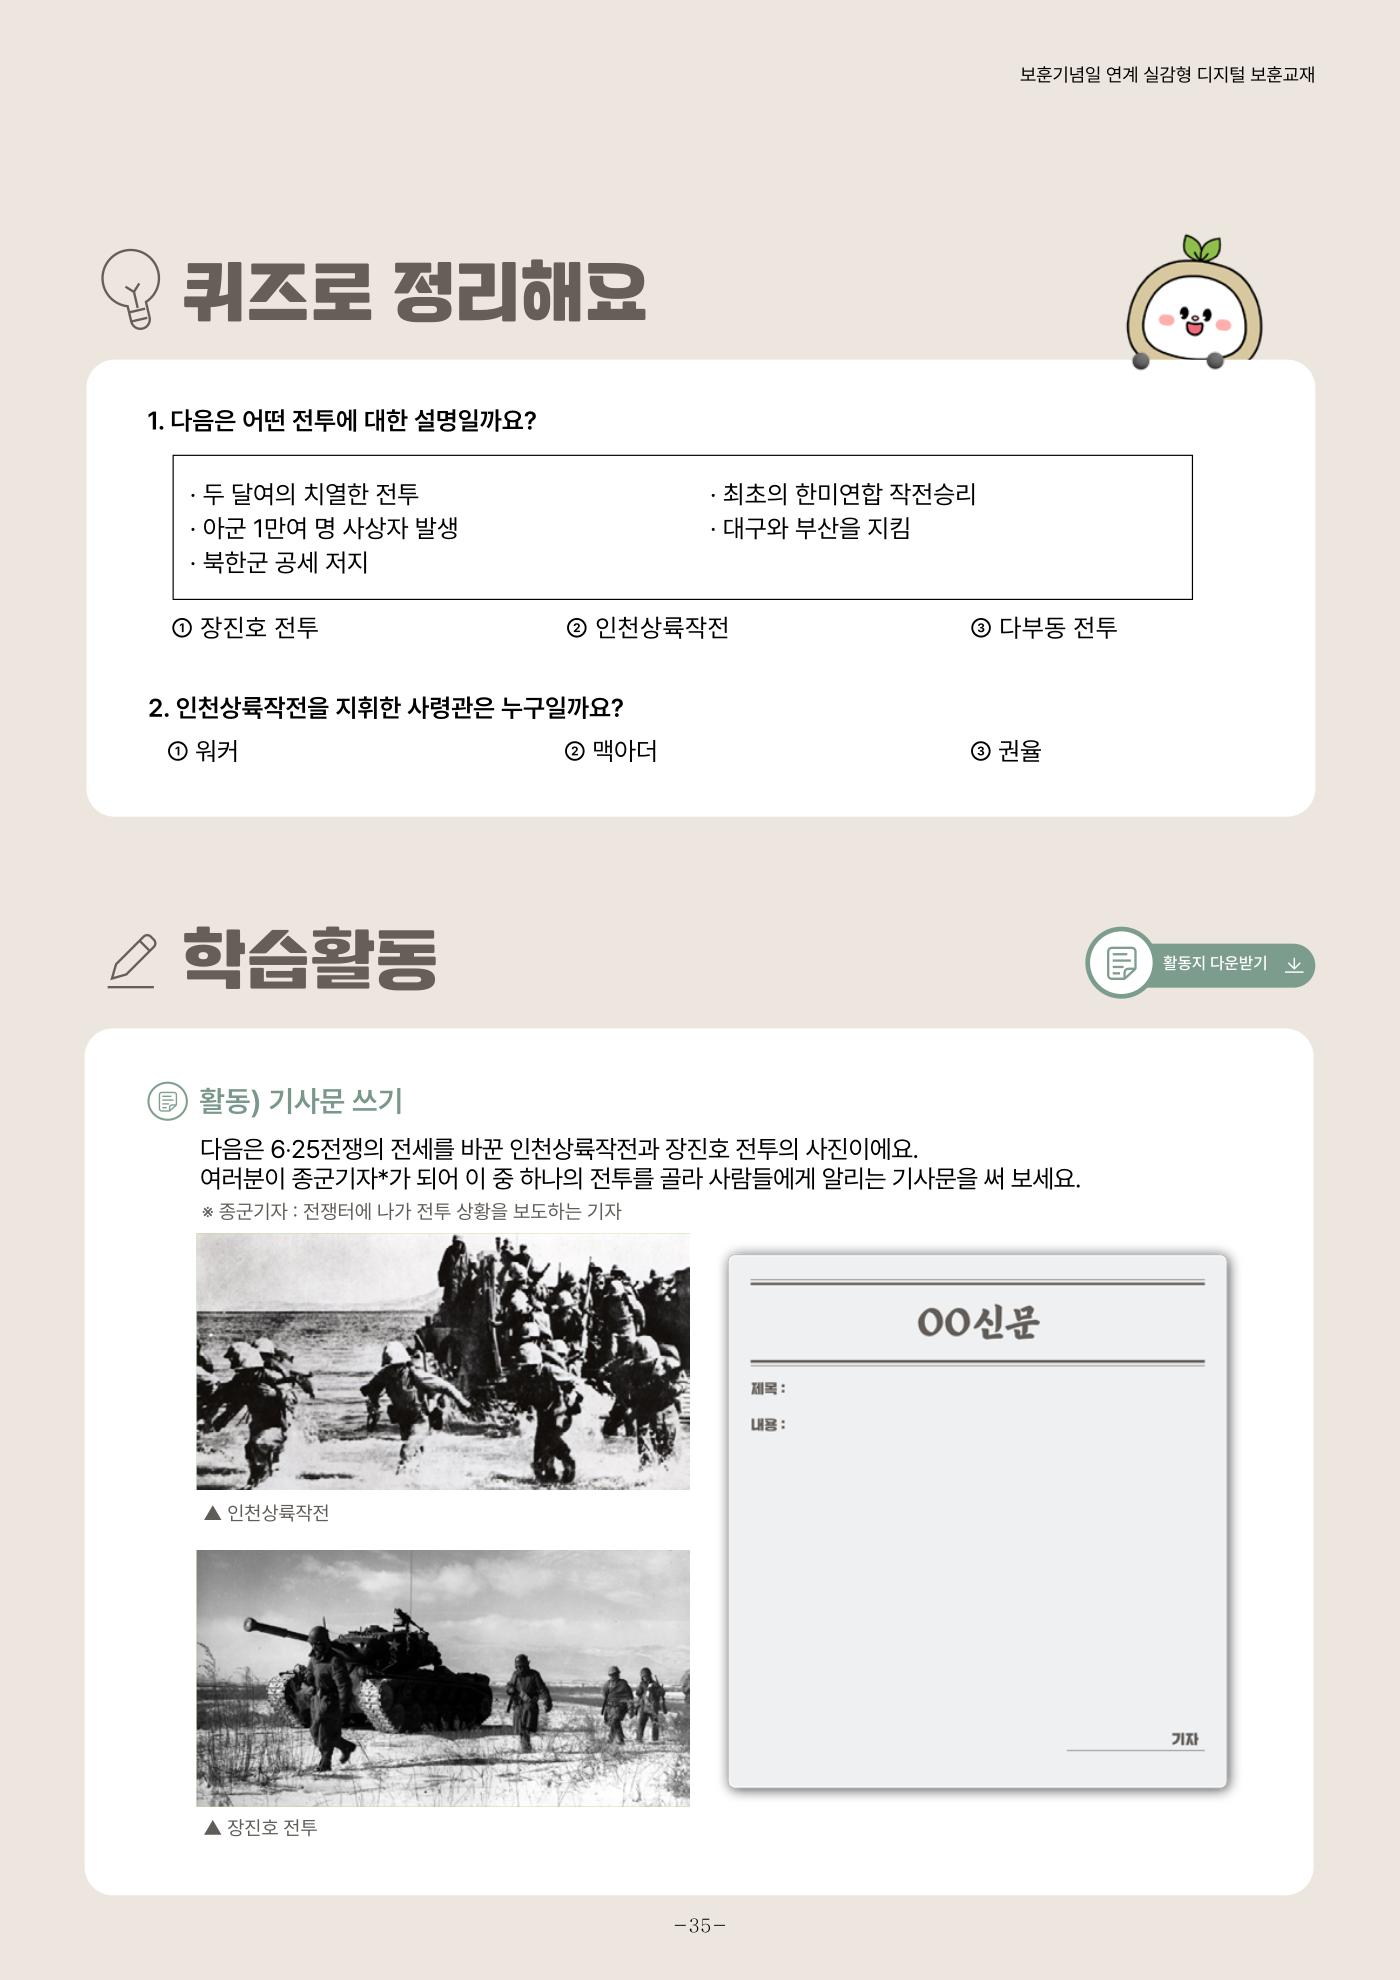 보훈기념일 연계 실감형 디지털 보훈교재
퀴즈로 정리해요
1. 다음은 어떤 전투에 대한 설명일까요?
· 두 달여의 치열한 전투
· 아군 1만여 명 사상자 발생
· 북한군 공세 저지
· 최초의 한미연합 작전승리
· 대구와 부산을 지킴
① 장진호 전투 ② 인천상륙작전 ③ 다부동 전투
2. 인천상륙작전을 지휘한 사령관은 누구일까요?
① 워커 ② 맥아더 ③ 권율
학습활동
활동지 다운받기
활동) 기사문 쓰기
다음은 6·25전쟁의 전세를 바꾼 인천상륙작전과 장진호 전투의 사진이에요.
여러분이 종군기자*가 되어 이 중 하나의 전투를 골라 사람들에게 알리는 기사문을 써 보세요.
※ 종군기자 : 전쟁터에 나가 전투 상황을 보도하는 기자
▲ 인천상륙작전
▲ 장진호 전투
OO신문
제목 :
내용 :
기자
-35-